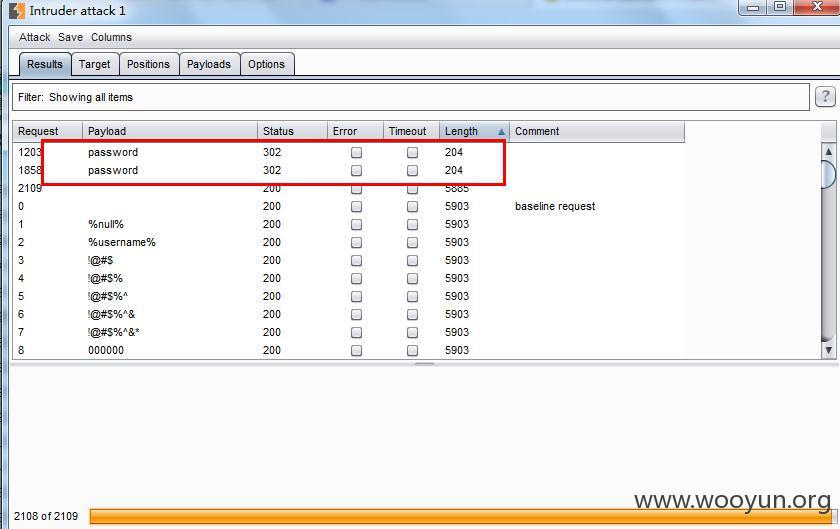 Intruder attack 1
Attack Save Columns
Results Target Positions Payloads Options
Filter: Showing all items ?
Request Payload Status Error Timeout Length Comment
1203 password 302 204
1858 password 302 204
2109 200 5885
0 200 5903 baseline request
1 %null% 200 5903
2 %username% 200 5903
3 !@#$ 200 5903
4 !@#$% 200 5903
5 !@#$%^ 200 5903
6 !@#$%^& 200 5903
7 !@#$%^&* 200 5903
8 000000 200 5903
www.wooyun.org
2108 of 2109